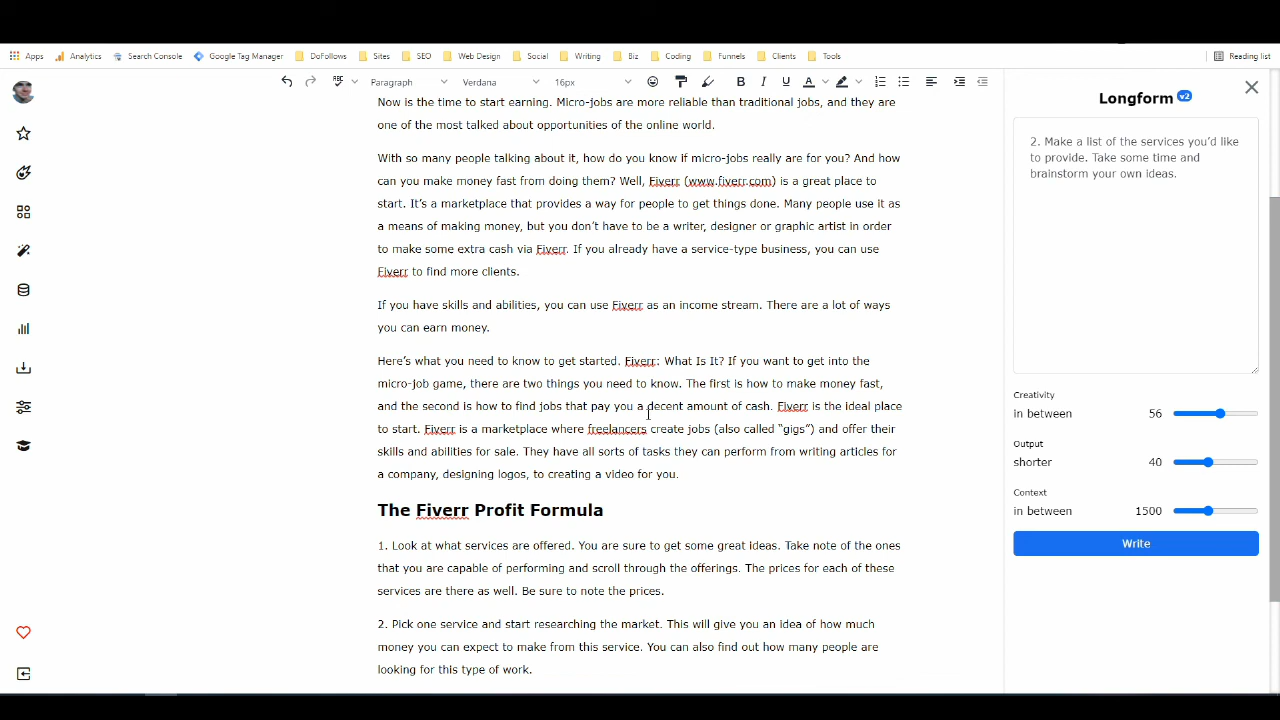 Apps Analytics Search Console Google Tag Manager DoFollows Sites SEO Web Design Social Writing Biz Coding Funnels Clients Tools Reading list
ABC Paragraph Verdana 16px B I U A
Now is the time to start earning. Micro-jobs are more reliable than traditional jobs, and they are
one of the most talked about opportunities of the online world.
With so many people talking about it, how do you know if micro-jobs really are for you? And how
can you make money fast from doing them? Well, Fiverr (www.fiverr.com) is a great place to
start. It's a marketplace that provides a way for people to get things done. Many people use it as
a means of making money, but you don't have to be a writer, designer or graphic artist in order
to make some extra cash via Fiverr. If you already have a service-type business, you can use
Fiverr to find more clients.
If you have skills and abilities, you can use Fiverr as an income stream. There are a lot of ways
you can earn money.
Here's what you need to know to get started. Fiverr: What Is It? If you want to get into the
micro-job game, there are two things you need to know. The first is how to make money fast,
and the second is how to find jobs that pay you a decent amount of cash. Fiverr is the ideal place
to start. Fiverr is a marketplace where freelancers create jobs (also called “gigs”) and offer their
skills and abilities for sale. They have all sorts of tasks they can perform from writing articles for
a company, designing logos, to creating a video for you.
The Fiverr Profit Formula
1. Look at what services are offered. You are sure to get some great ideas. Take note of the ones
that you are capable of performing and scroll through the offerings. The prices for each of these
services are there as well. Be sure to note the prices.
2. Pick one service and start researching the market. This will give you an idea of how much
money you can expect to make from this service. You can also find out how many people are
looking for this type of work.
Longform v2
2. Make a list of the services you'd like
to provide. Take some time and
brainstorm your own ideas.
Creativity
in between 56
Output
shorter 40
Context
in between 1500
Write